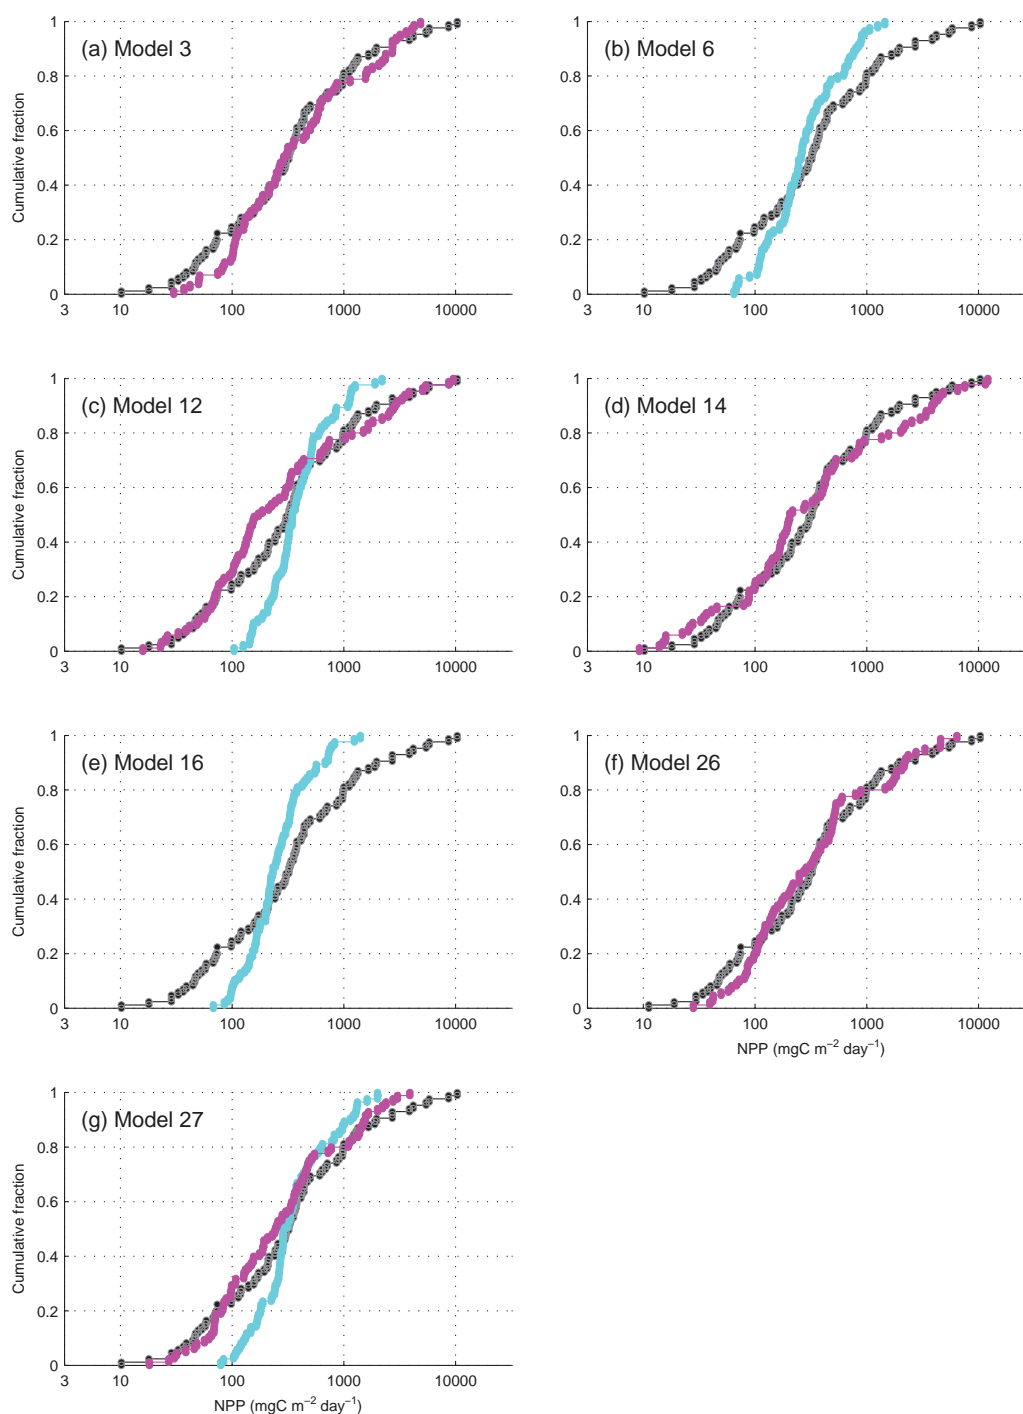 (a) Model 3
1
0.8
0.6
0.4
0.2
0
Cumulative fraction
3 10 100 1000 10000
(b) Model 6
1
0.8
0.6
0.4
0.2
0
3 10 100 1000 10000
(c) Model 12
1
0.8
0.6
0.4
0.2
0
Cumulative fraction
3 10 100 1000 10000
(d) Model 14
1
0.8
0.6
0.4
0.2
0
3 10 100 1000 10000
(e) Model 16
1
0.8
0.6
0.4
0.2
0
Cumulative fraction
3 10 100 1000 10000
(f) Model 26
1
0.8
0.6
0.4
0.2
0
3 10 100 1000 10000
NPP (mgC m⁻² day⁻¹)
(g) Model 27
1
0.8
0.6
0.4
0.2
0
Cumulative fraction
3 10 100 1000 10000
NPP (mgC m⁻² day⁻¹)